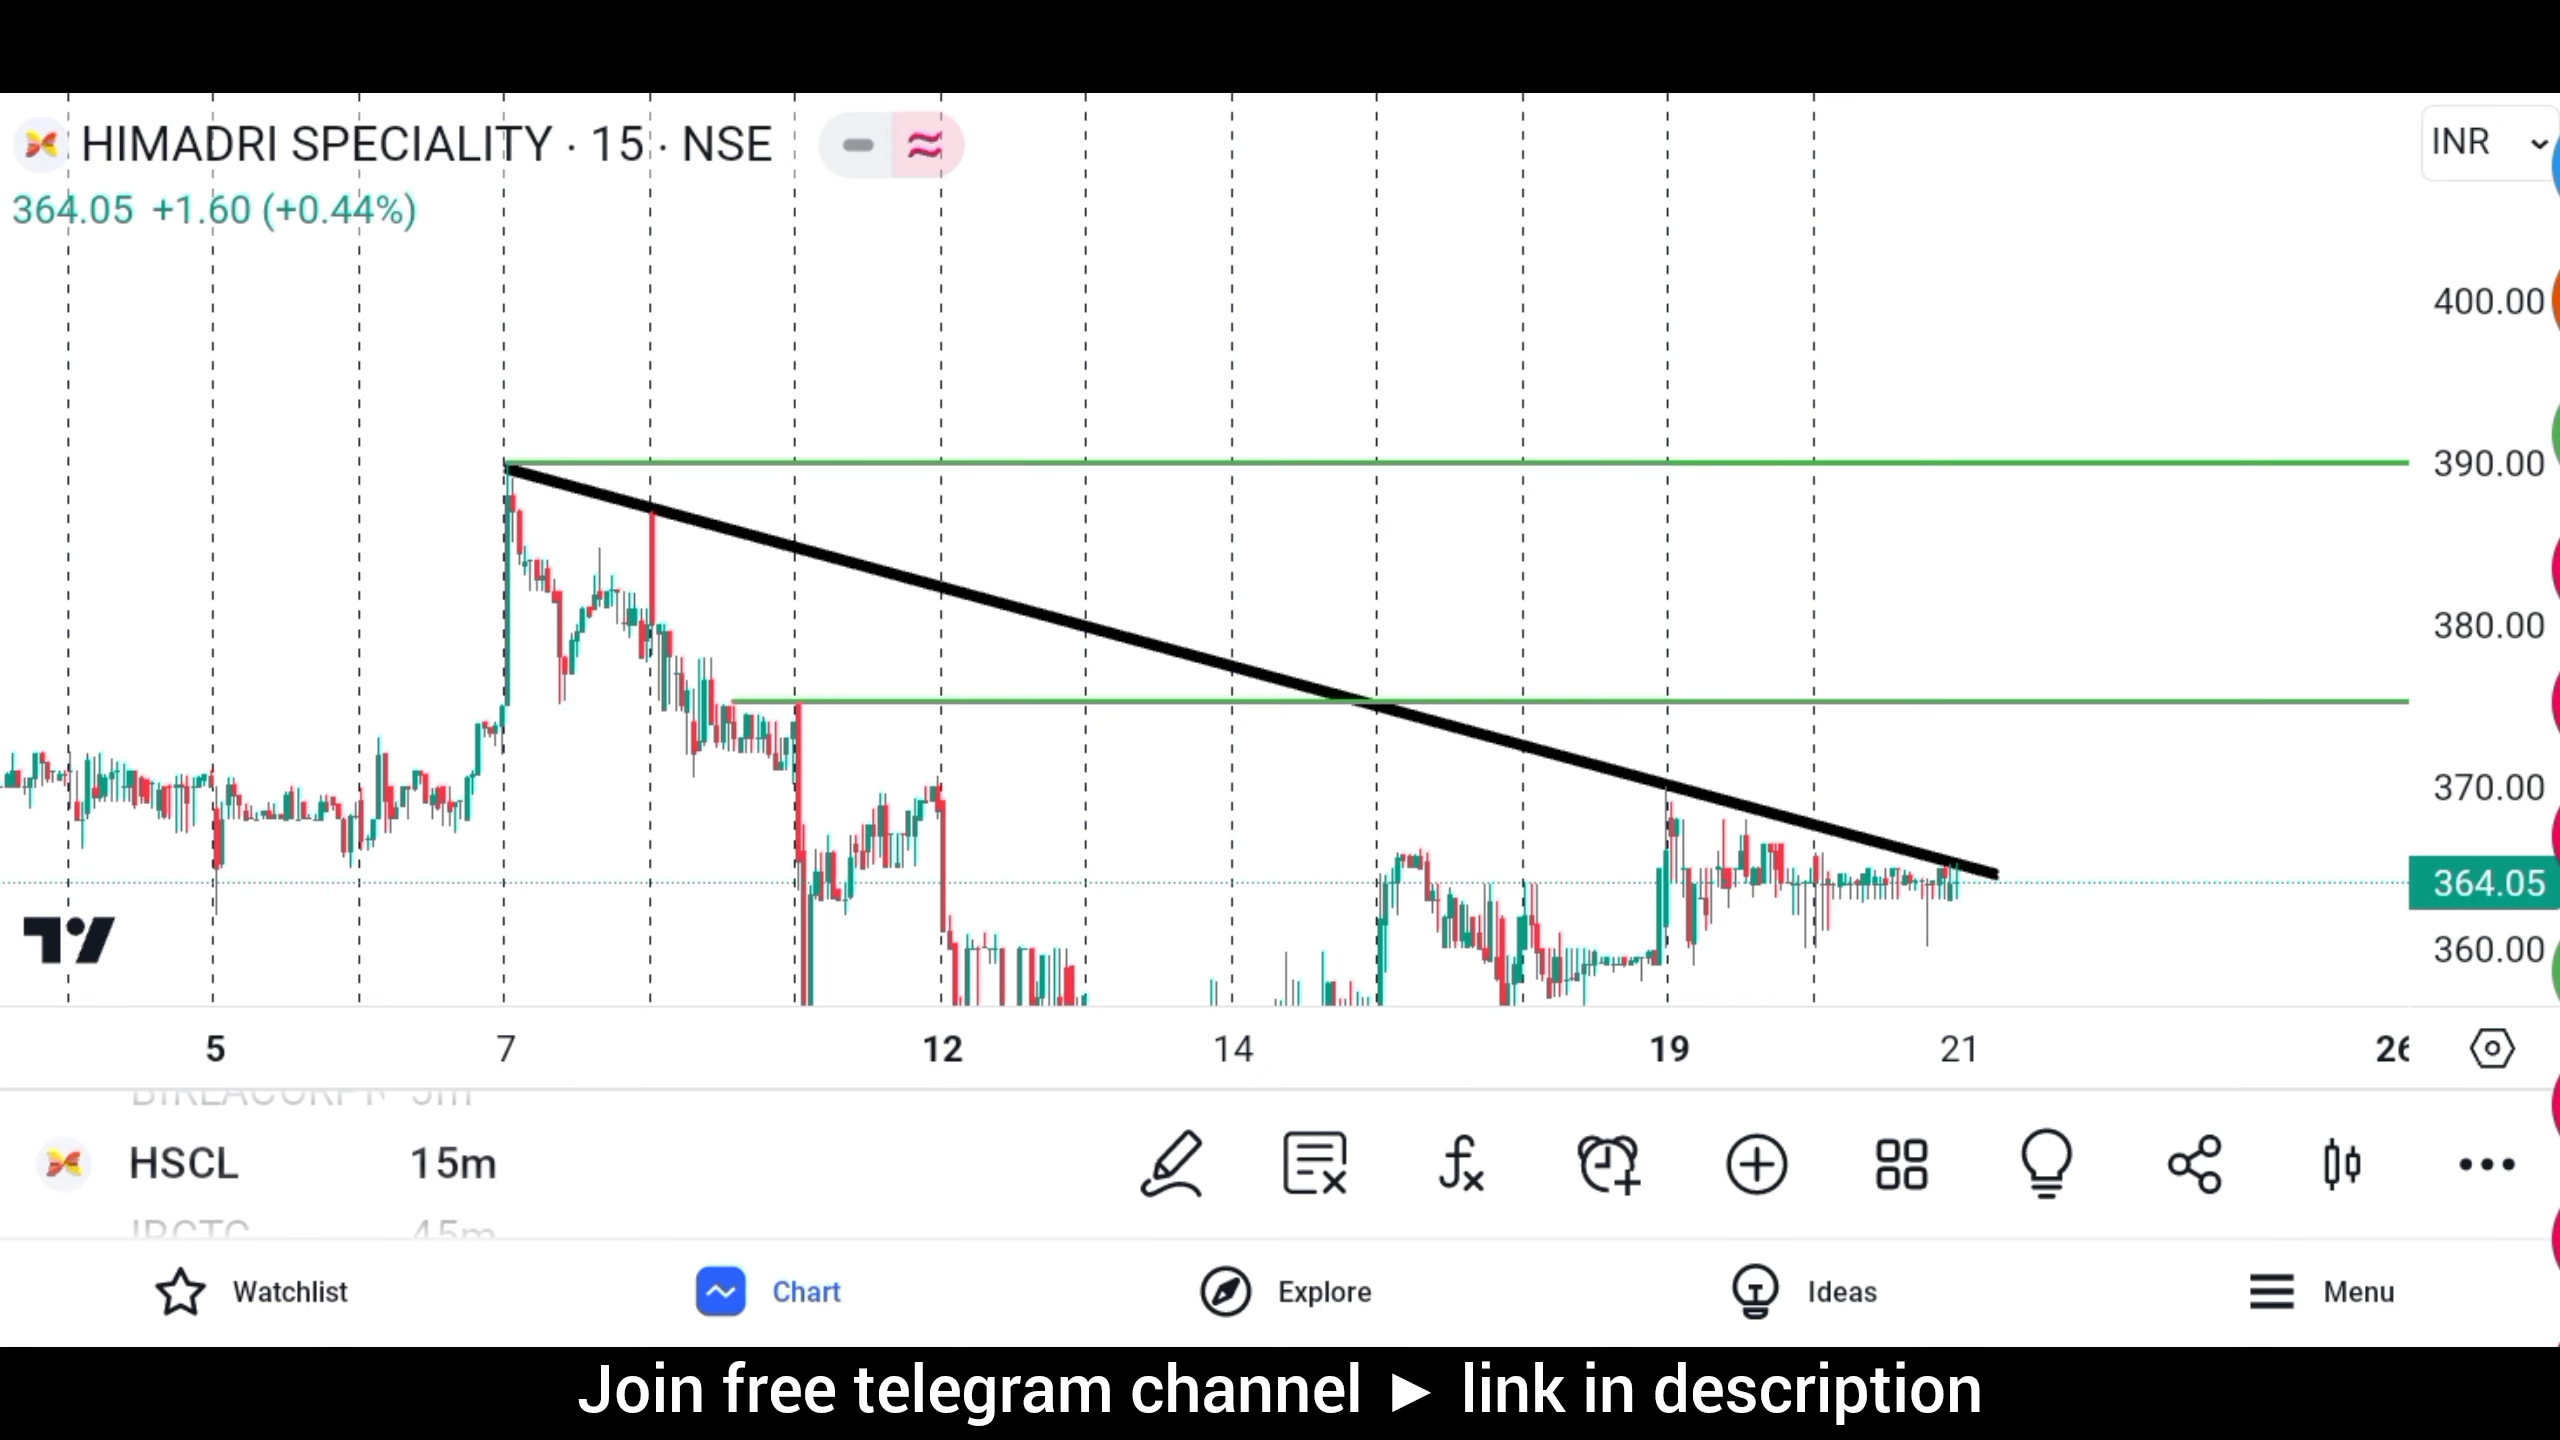 HIMADRI SPECIALITY · 15 · NSE
364.05 +1.60 (+0.44%)
INR
400.00
390.00
380.00
370.00
364.05
360.00
5 7 12 14 19 21 26
HSCL 15m
Watchlist Chart Explore Ideas Menu
Join free telegram channel ► link in description